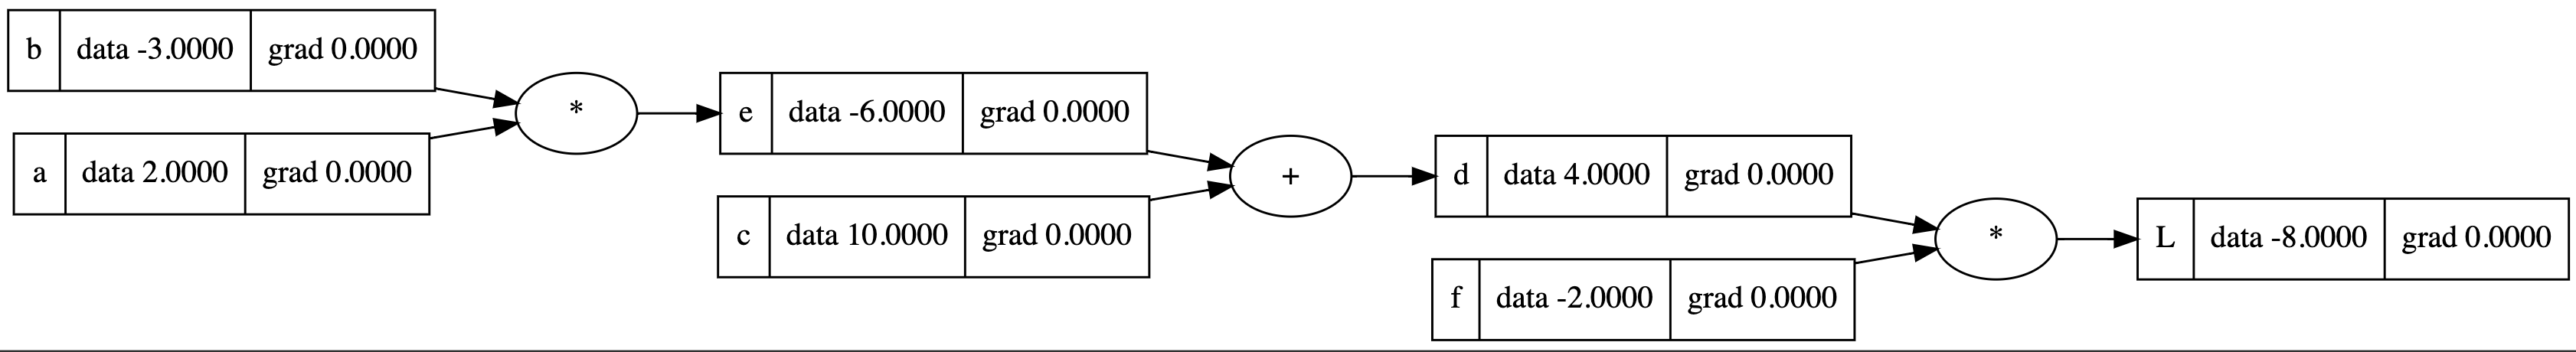 b data -3.0000 grad 0.0000
a data 2.0000 grad 0.0000
*
e data -6.0000 grad 0.0000
c data 10.0000 grad 0.0000
+
d data 4.0000 grad 0.0000
f data -2.0000 grad 0.0000
*
L data -8.0000 grad 0.0000